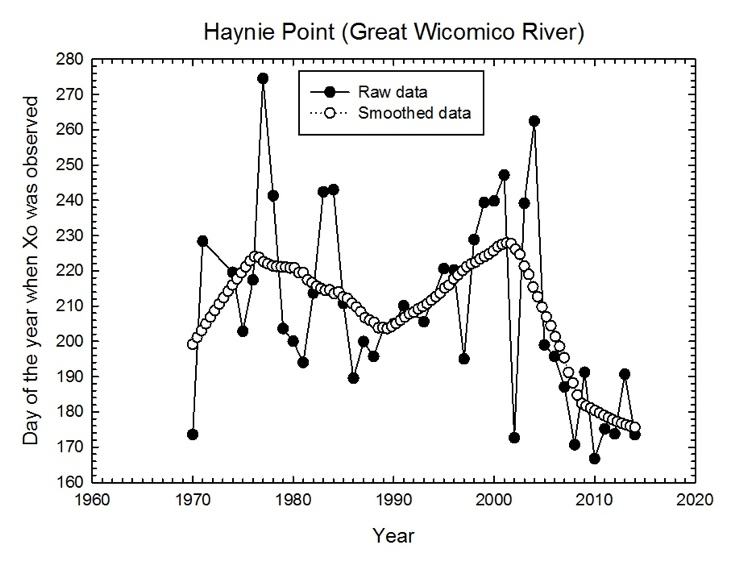 Haynie Point (Great Wicomico River)
Raw data
Smoothed data
Day of the year when Xo was observed
280
270
260
250
240
230
220
210
200
190
180
170
160
1960 1970 1980 1990 2000 2010 2020
Year